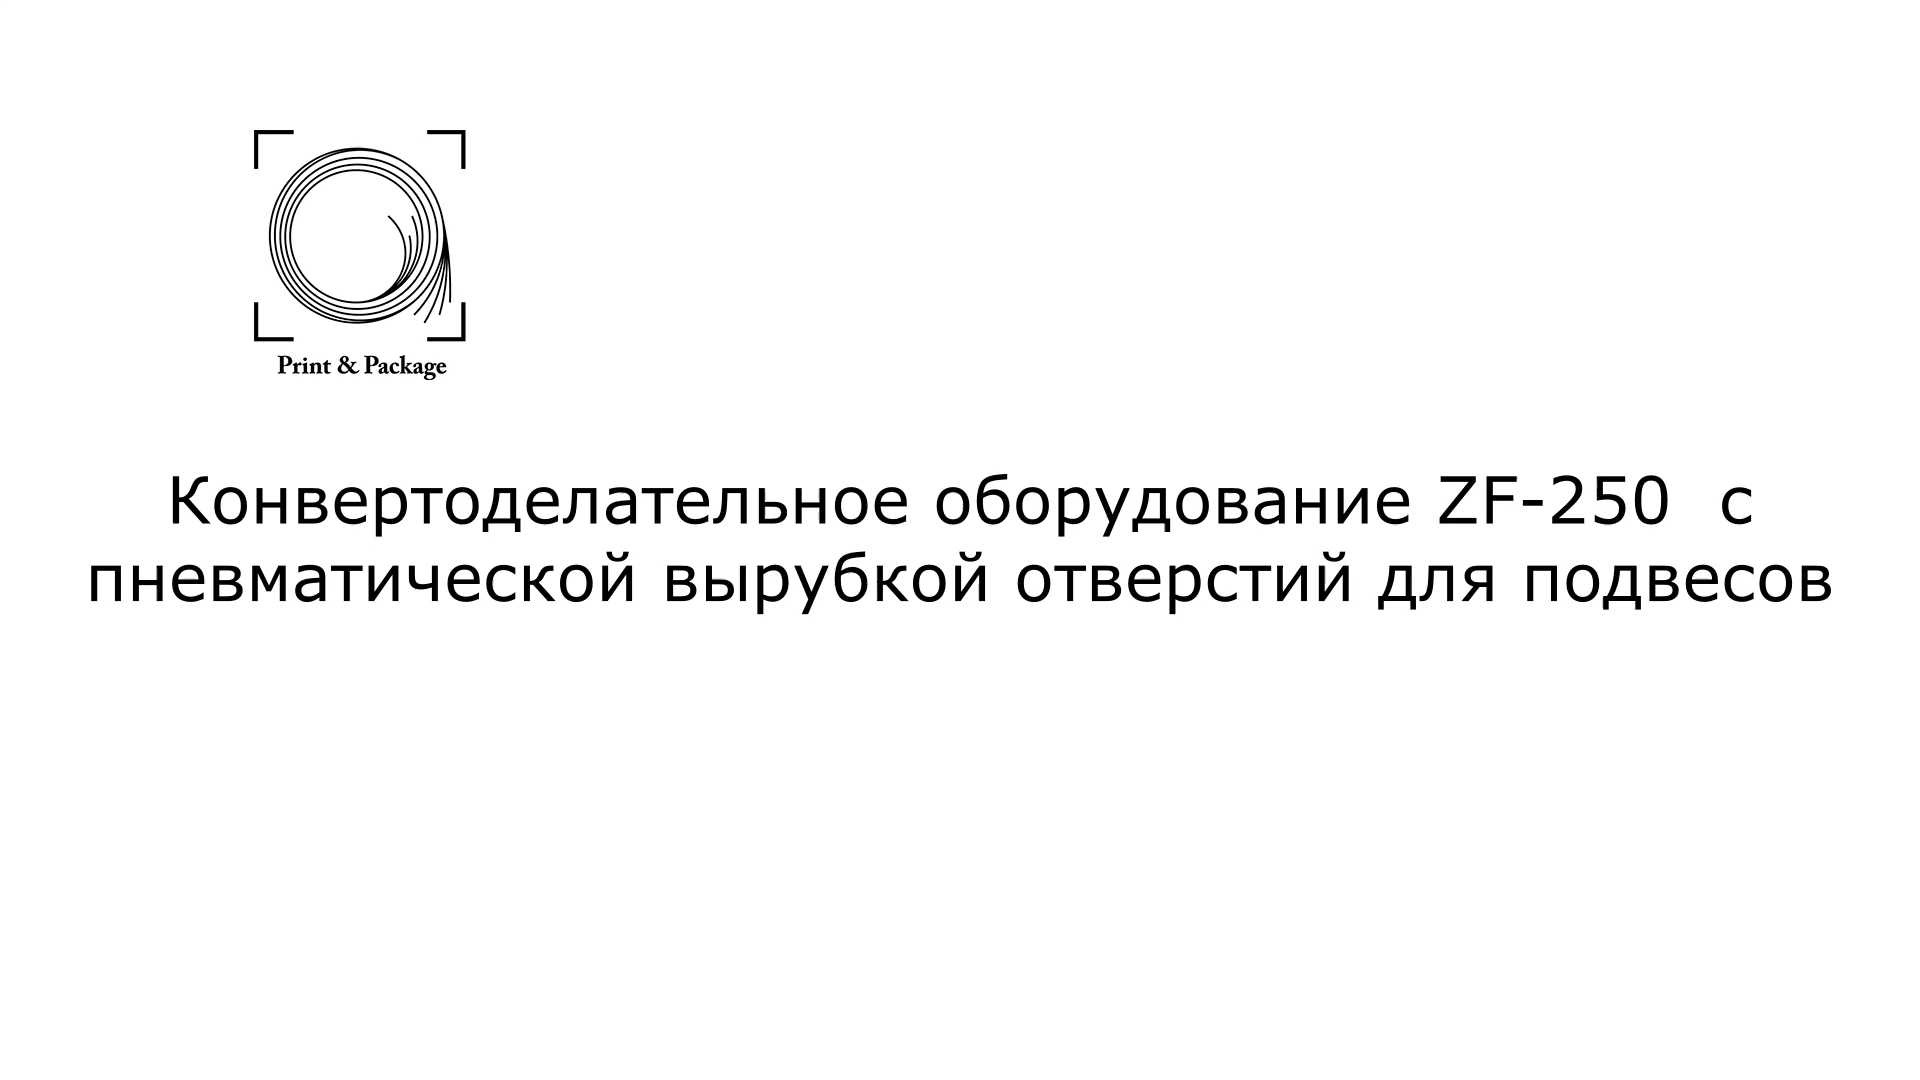 Print & Package
Конвертоделательное оборудование ZF-250  с
пневматической вырубкой отверстий для подвесов